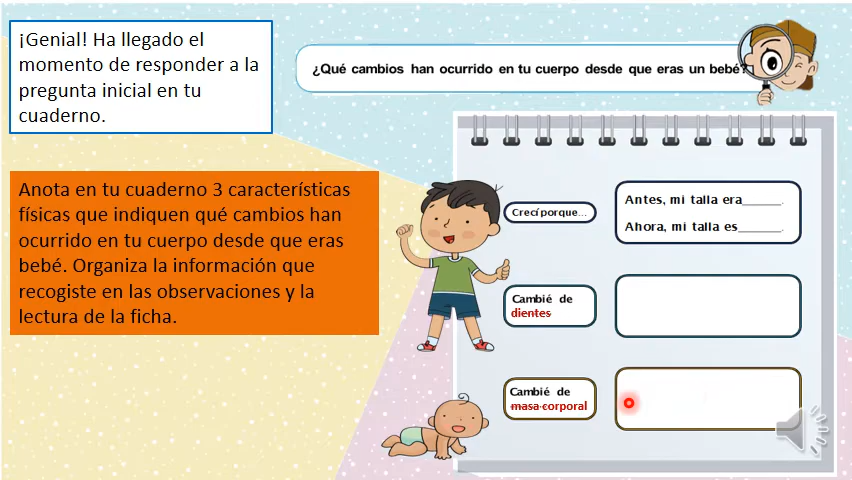 ¡Genial! Ha llegado el
momento de responder a la
pregunta inicial en tu
cuaderno.
¿Qué cambios han ocurrido en tu cuerpo desde que eras un bebé?
Anota en tu cuaderno 3 características
físicas que indiquen qué cambios han
ocurrido en tu cuerpo desde que eras
bebé. Organiza la información que
recogiste en las observaciones y la
lectura de la ficha.
Crecí porque...
Antes, mi talla era______.
Ahora, mi talla es_______.
Cambié de
dientes
Cambié de
masa corporal